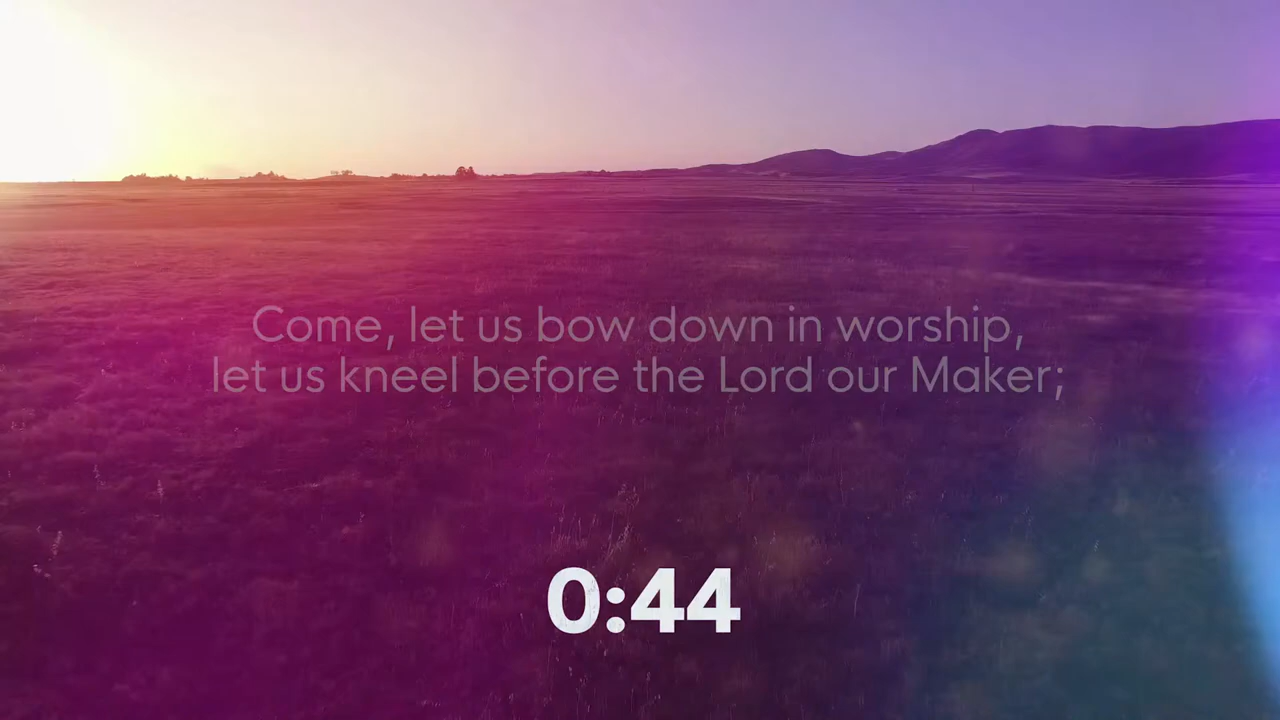 Come, let us bow down in worship,
let us kneel before the Lord our Maker;
0:44